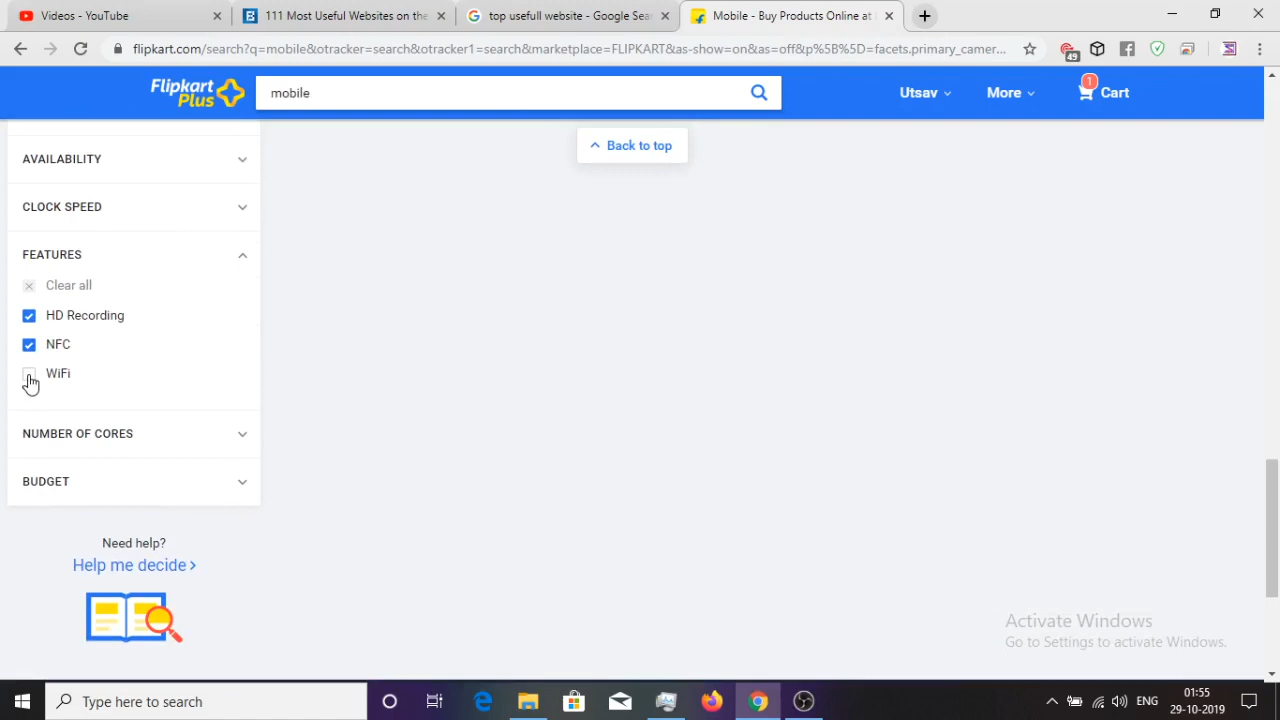 Videos - YouTube
111 Most Useful Websites on the
top usefull website - Google Sear
Mobile - Buy Products Online at
flipkart.com/search?q=mobile&otracker=search&otracker1=search&marketplace=FLIPKART&as-show=on&as=off&p%5B%5D=facets.primary_camer...
49
Flipkart
Plus
mobile
Utsav
More
1
Cart
Back to top
AVAILABILITY
CLOCK SPEED
FEATURES
Clear all
HD Recording
NFC
WiFi
NUMBER OF CORES
BUDGET
Need help?
Help me decide >
Activate Windows
Go to Settings to activate Windows.
Type here to search
ENG
01:55
29-10-2019